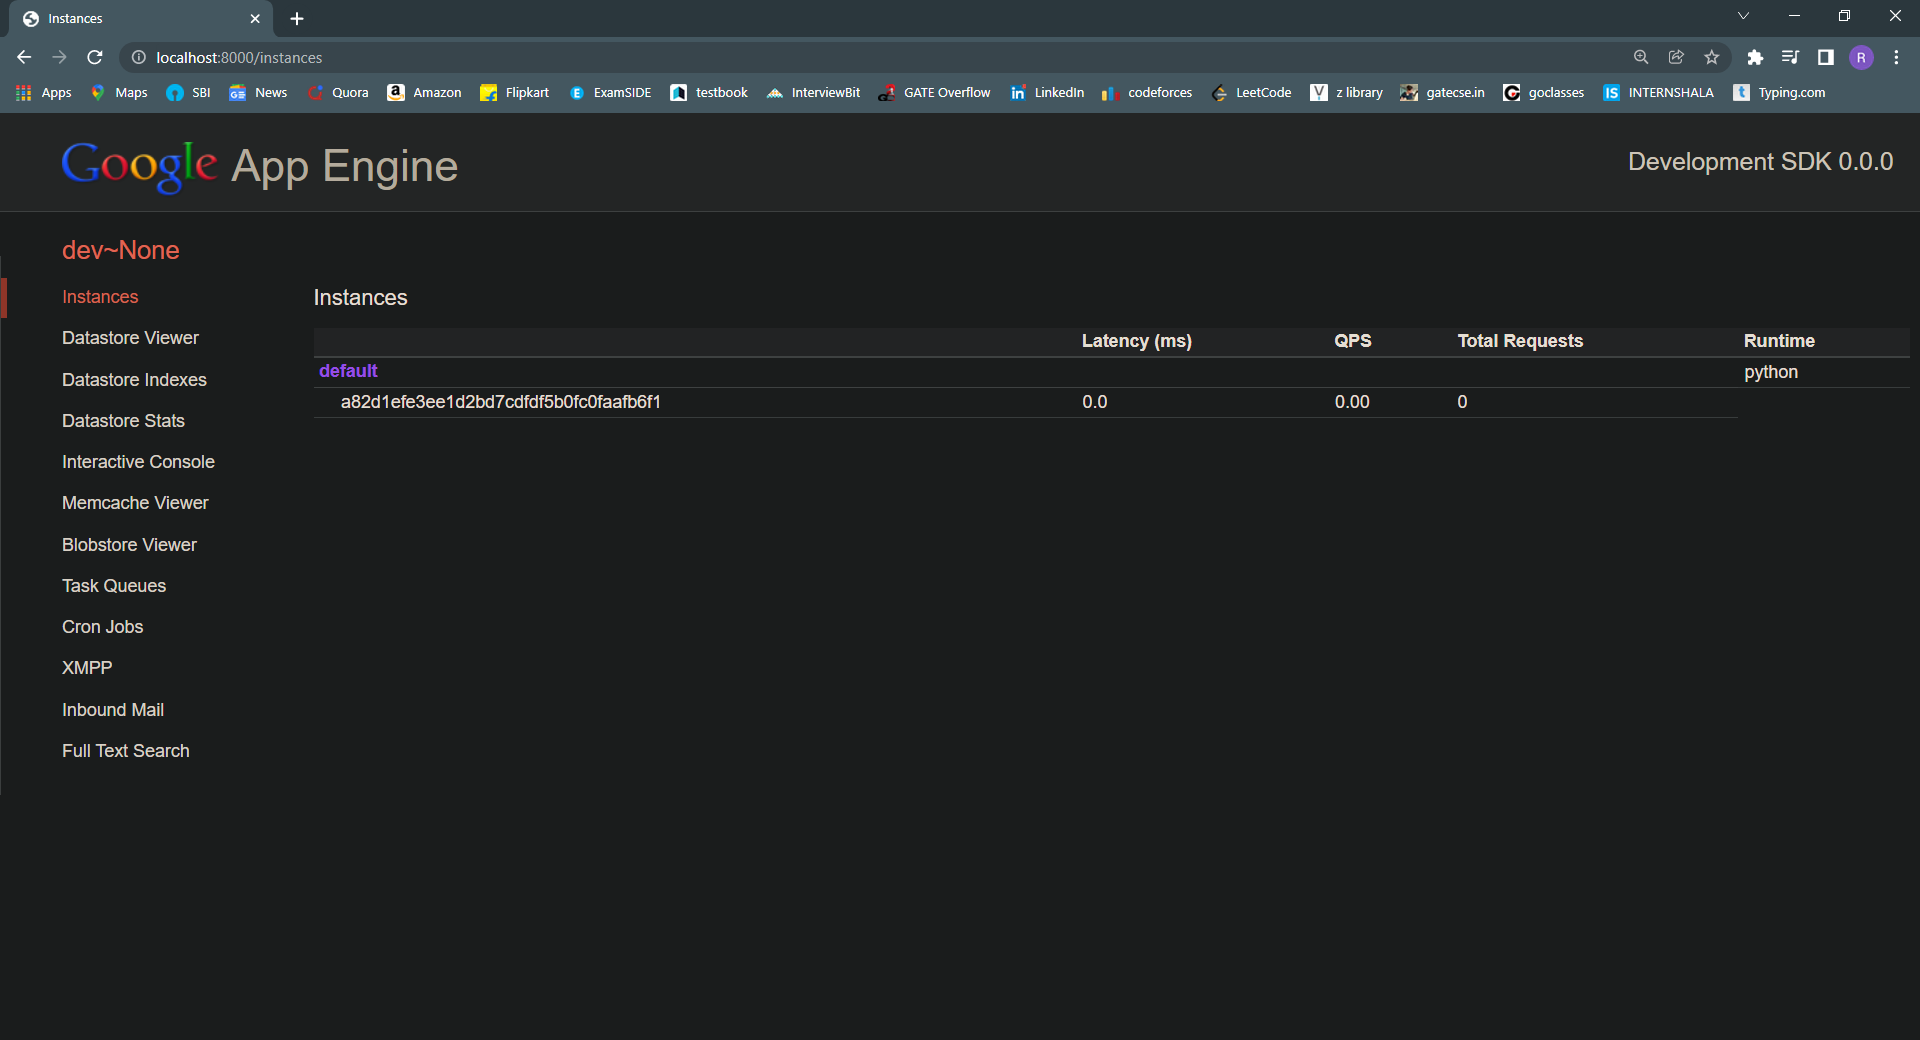 Instances
localhost:8000/instances
R
Apps Maps SBI News Quora Amazon Flipkart ExamSIDE testbook InterviewBit GATE Overflow LinkedIn codeforces LeetCode z library gatecse.in goclasses INTERNSHALA Typing.com
Google App Engine
Development SDK 0.0.0
dev~None
Instances
Datastore Viewer
Datastore Indexes
Datastore Stats
Interactive Console
Memcache Viewer
Blobstore Viewer
Task Queues
Cron Jobs
XMPP
Inbound Mail
Full Text Search
Instances
Latency (ms) QPS Total Requests Runtime
default python
a82d1efe3ee1d2bd7cdfdf5b0fc0faafb6f1 0.0 0.00 0